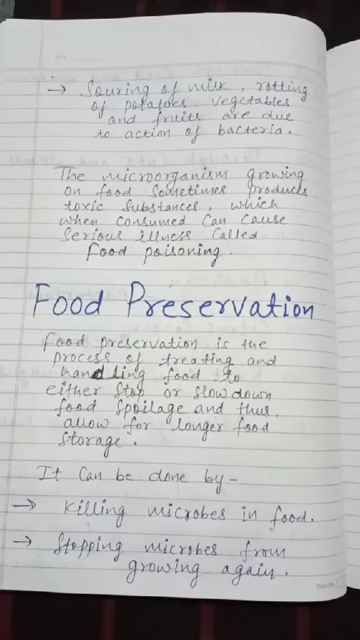 → Souring of milk, rotting
of potatoes, vegetables
and fruits are due
to action of bacteria.
The microorganism growing
on food sometimes produces
toxic substances, which
when consumed can cause
serious illness called
food poisoning.
Food Preservation
Food preservation is the
process of treating and
handling food to
either stop or slow down
food spoilage and thus,
allow for longer food
storage.
It can be done by-
→ Killing microbes in food.
→ Stopping microbes from
growing again.